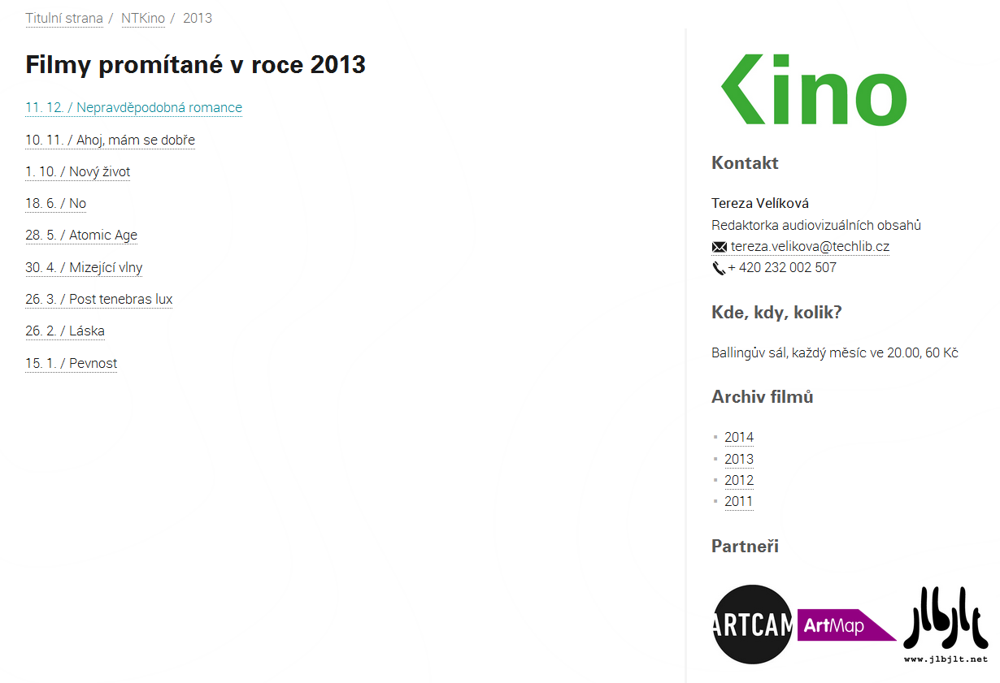 Titulní strana / NTKino / 2013
Filmy promítané v roce 2013
11. 12. / Nepravděpodobná romance
10. 11. / Ahoj, mám se dobře
1. 10. / Nový život
18. 6. / No
28. 5. / Atomic Age
30. 4. / Mizející vlny
26. 3. / Post tenebras lux
26. 2. / Láska
15. 1. / Pevnost
Kino
Kontakt
Tereza Velíková
Redaktorka audiovizuálních obsahů
tereza.velikova@techlib.cz
+ 420 232 002 507
Kde, kdy, kolik?
Ballingův sál, každý měsíc ve 20.00, 60 Kč
Archiv filmů
2014
2013
2012
2011
Partneři
ARTCAM
ArtMap
jlbjlt
www.jlbjlt.net